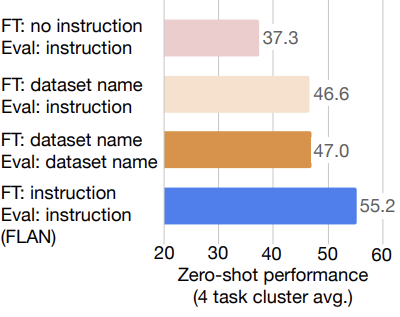 FT: no instruction
Eval: instruction
37.3
FT: dataset name
Eval: instruction
46.6
FT: dataset name
Eval: dataset name
47.0
FT: instruction
Eval: instruction
(FLAN)
55.2
20 30 40 50 60
Zero-shot performance
(4 task cluster avg.)